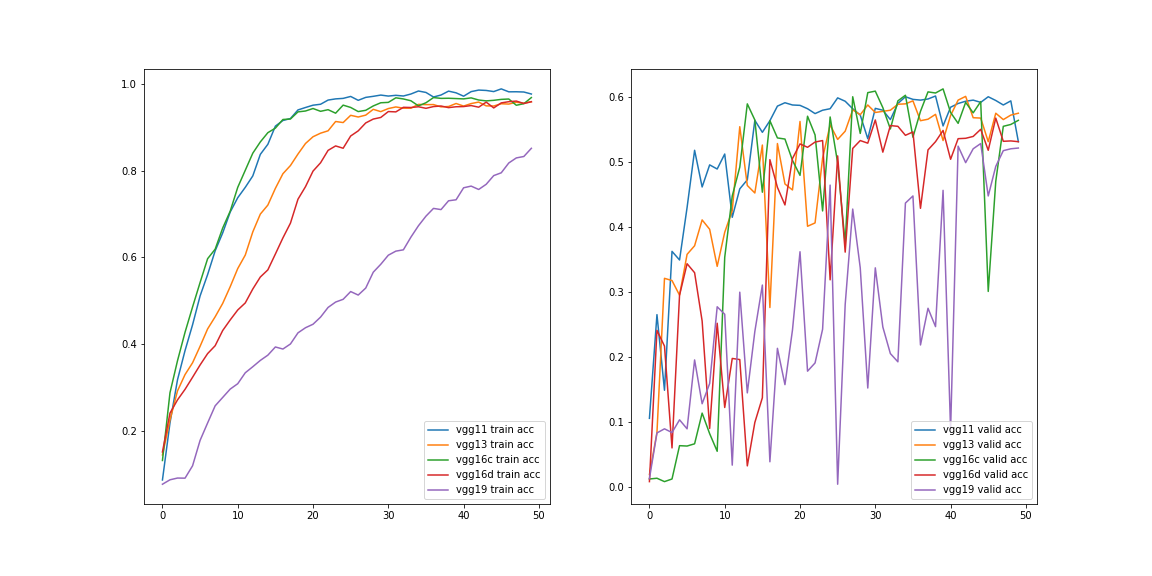 1.0
0.8
0.6
0.4
0.2
0 10 20 30 40 50
vgg11 train acc
vgg13 train acc
vgg16c train acc
vgg16d train acc
vgg19 train acc
0.6
0.5
0.4
0.3
0.2
0.1
0.0
0 10 20 30 40 50
vgg11 valid acc
vgg13 valid acc
vgg16c valid acc
vgg16d valid acc
vgg19 valid acc